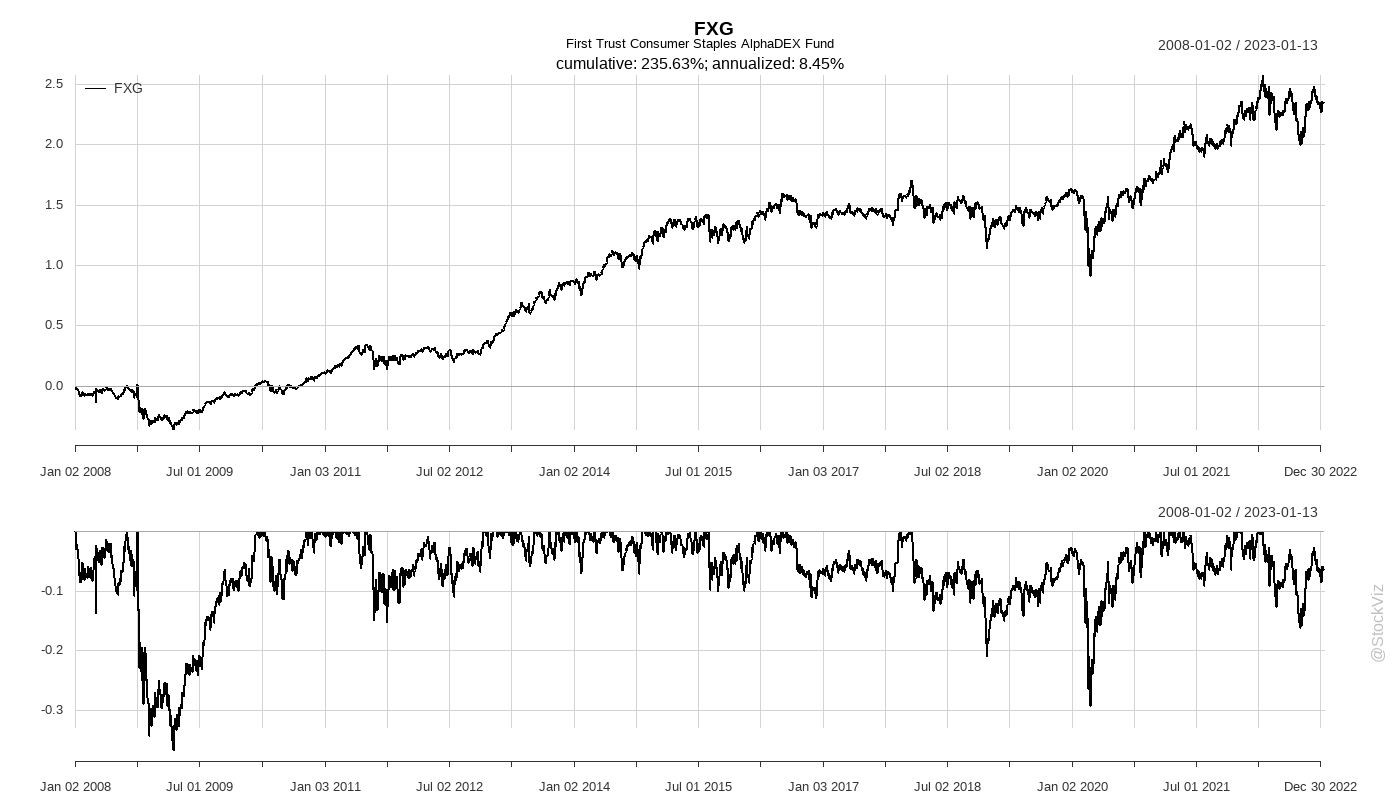 FXG
First Trust Consumer Staples AlphaDEX Fund
2008-01-02 / 2023-01-13
cumulative: 235.63%; annualized: 8.45%
FXG
2.5
2.0
1.5
1.0
0.5
0.0
Jan 02 2008 Jul 01 2009 Jan 03 2011 Jul 02 2012 Jan 02 2014 Jul 01 2015 Jan 03 2017 Jul 02 2018 Jan 02 2020 Jul 01 2021 Dec 30 2022
2008-01-02 / 2023-01-13
-0.1
-0.2
-0.3
Jan 02 2008 Jul 01 2009 Jan 03 2011 Jul 02 2012 Jan 02 2014 Jul 01 2015 Jan 03 2017 Jul 02 2018 Jan 02 2020 Jul 01 2021 Dec 30 2022
@StockViz